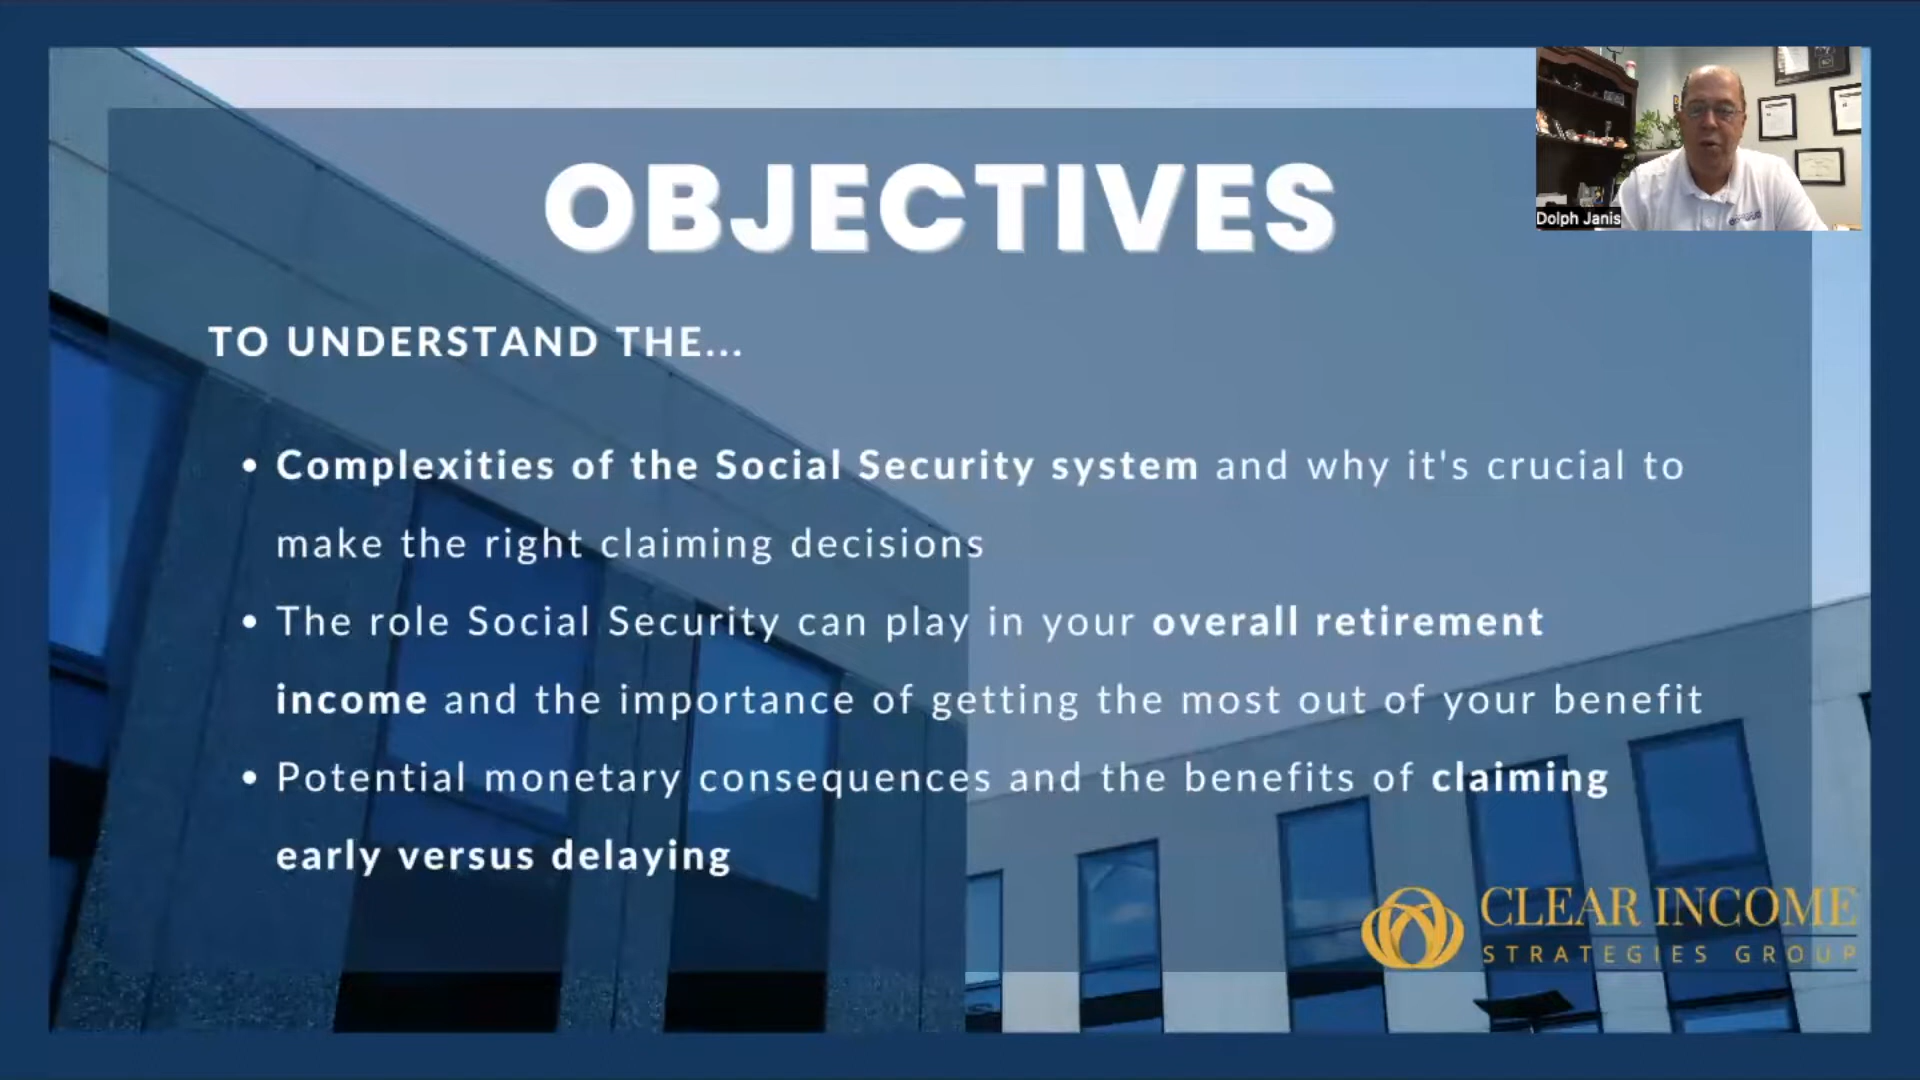 OBJECTIVES
Dolph Janis
TO UNDERSTAND THE...
• Complexities of the Social Security system and why it's crucial to
make the right claiming decisions
• The role Social Security can play in your overall retirement
income and the importance of getting the most out of your benefit
• Potential monetary consequences and the benefits of claiming
early versus delaying
CLEAR INCOME
STRATEGIES GROUP